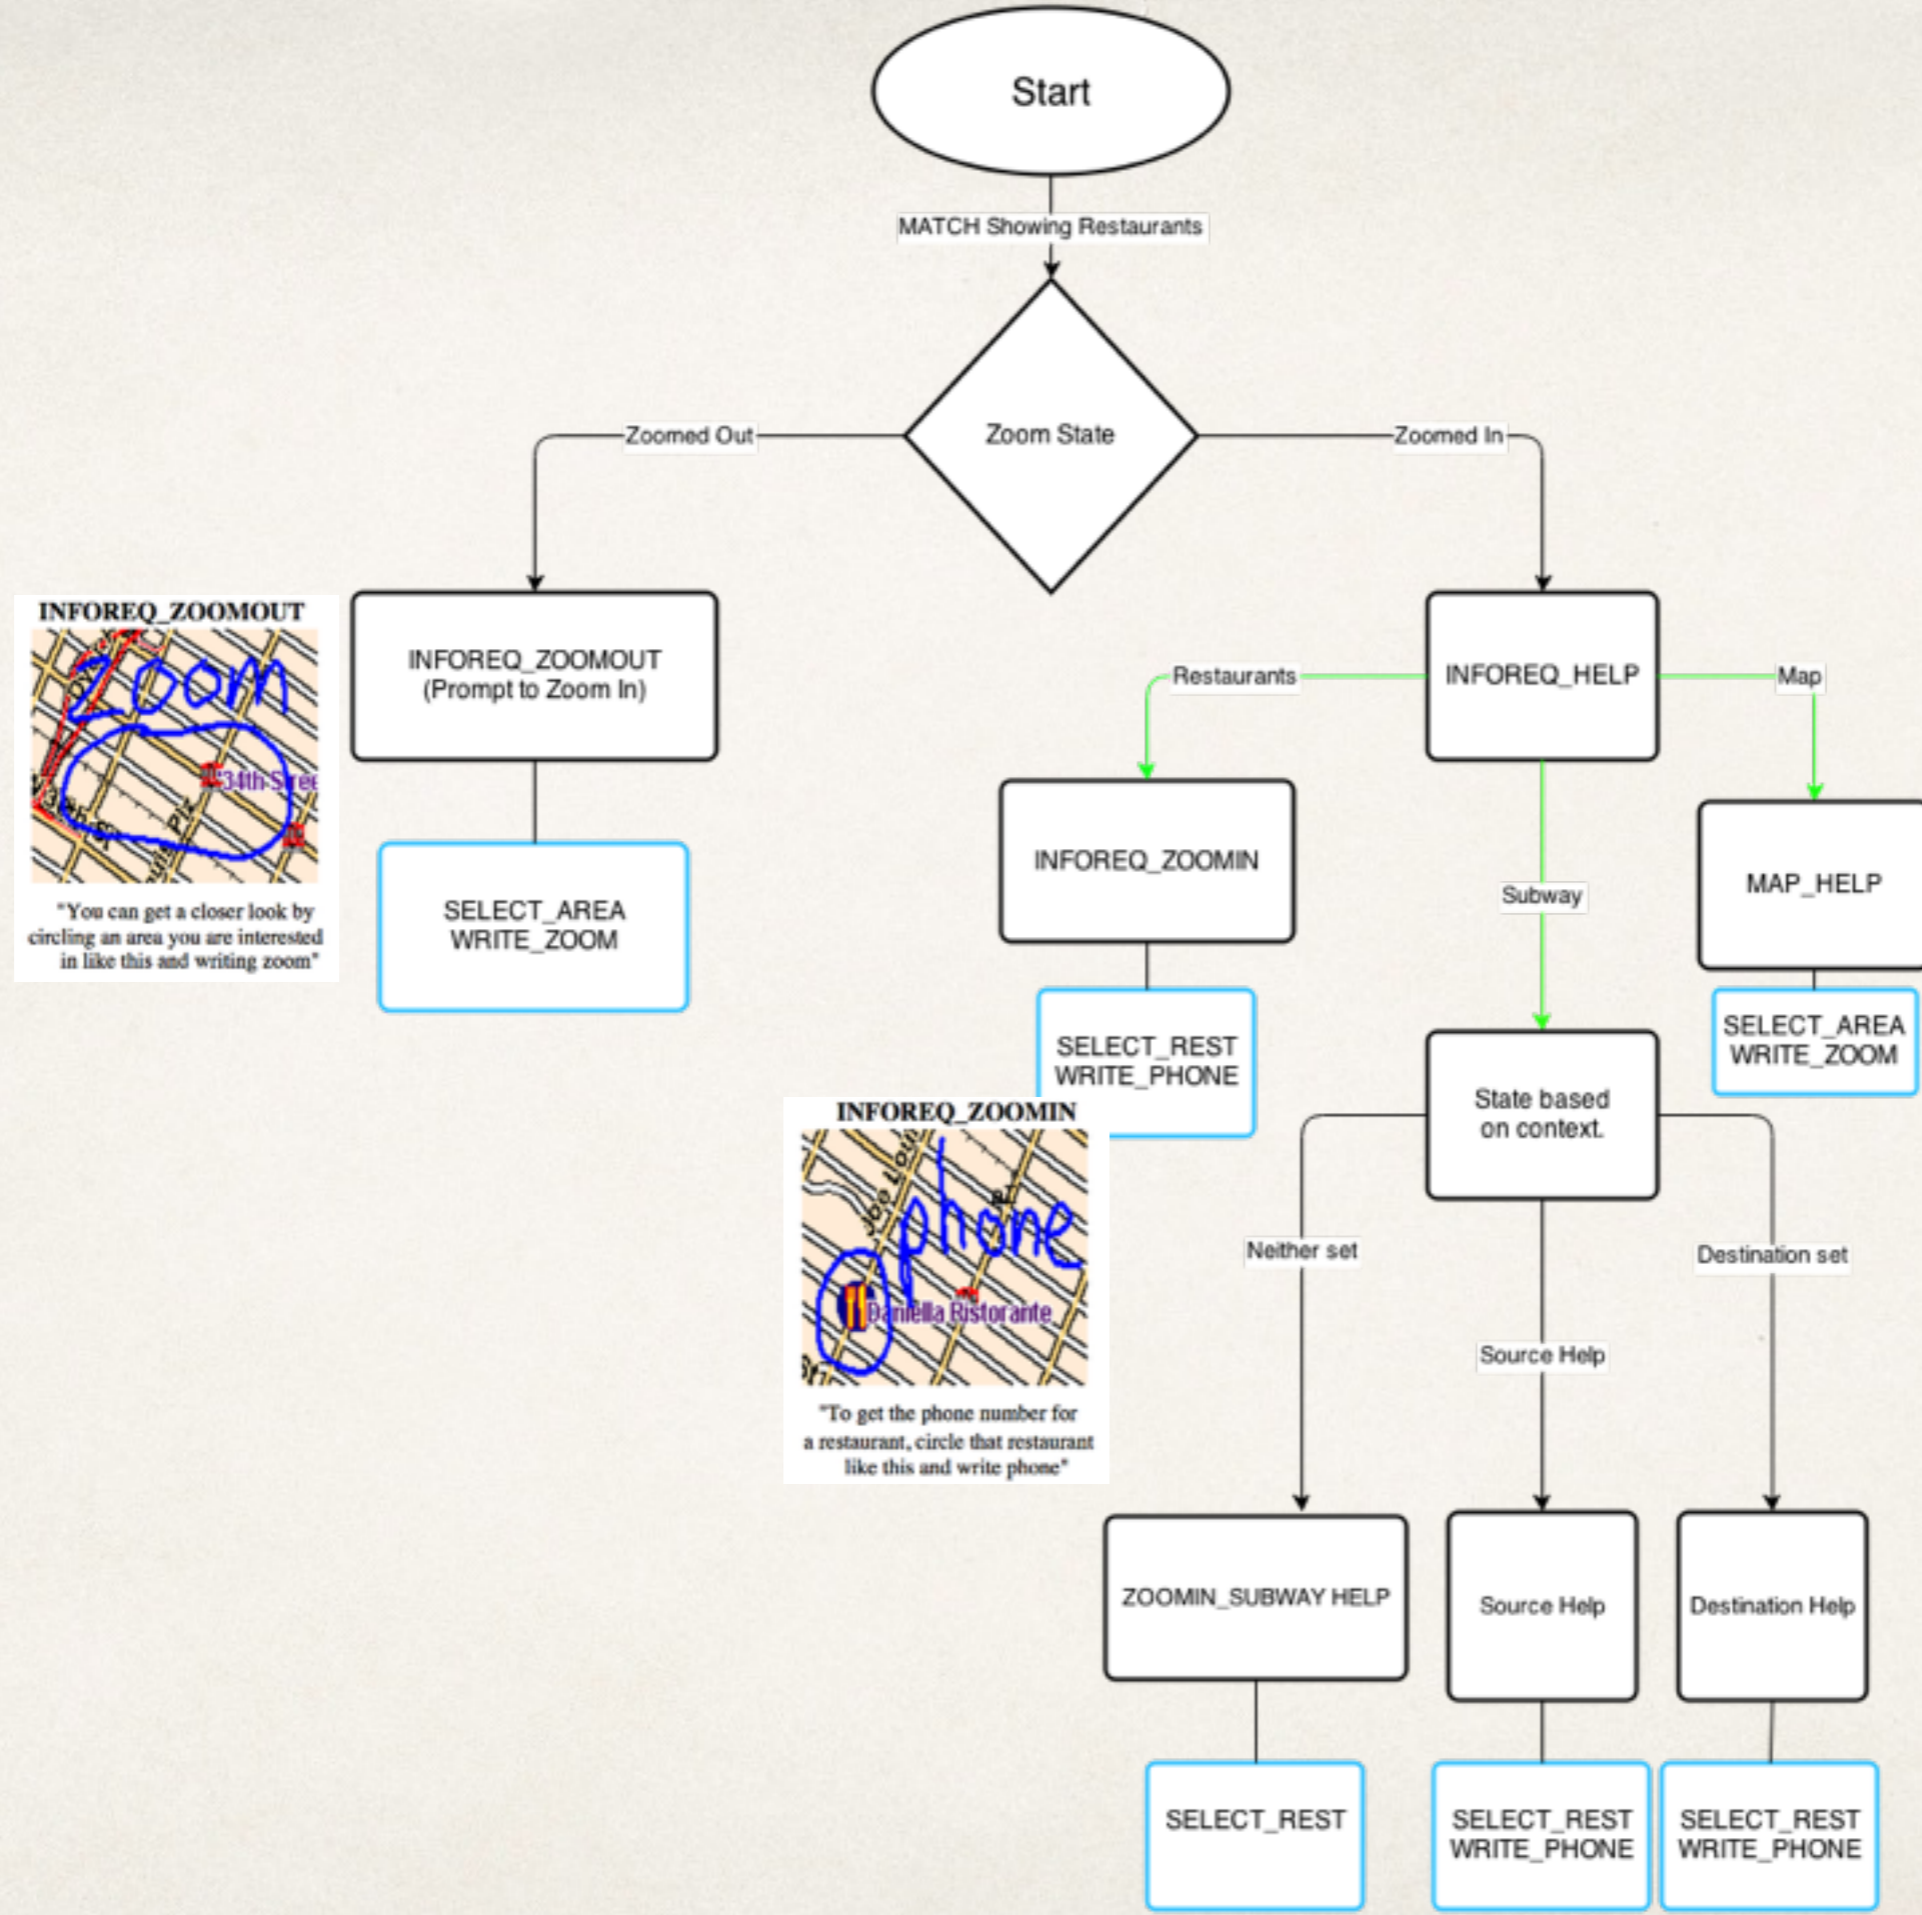 Start
MATCH Showing Restaurants
Zoom State
Zoomed Out
Zoomed In
INFOREQ_ZOOMOUT
Zoom
34th Stree
"You can get a closer look by
circling an area you are interested
in like this and writing zoom"
INFOREQ_ZOOMOUT
(Prompt to Zoom In)
SELECT_AREA
WRITE_ZOOM
INFOREQ_HELP
Restaurants
Map
Subway
INFOREQ_ZOOMIN
MAP_HELP
SELECT_REST
WRITE_PHONE
SELECT_AREA
WRITE_ZOOM
INFOREQ_ZOOMIN
phone
Daniella Ristorante
"To get the phone number for
a restaurant, circle that restaurant
like this and write phone"
State based
on context.
Neither set
Source Help
Destination set
ZOOMIN_SUBWAY HELP
Source Help
Destination Help
SELECT_REST
SELECT_REST
WRITE_PHONE
SELECT_REST
WRITE_PHONE